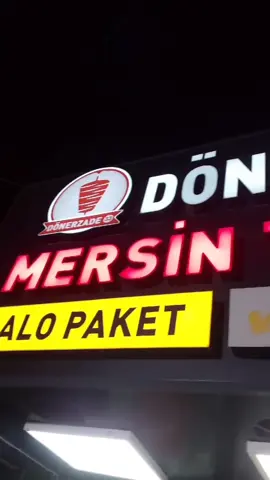 DÖNERZADE
DÖN
MERSİN
ALO PAKET